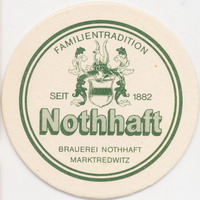 FAMILIENTRADITION
SEIT 1882
Nothhaft
BRAUEREI NOTHHAFT
MARKTREDWITZ